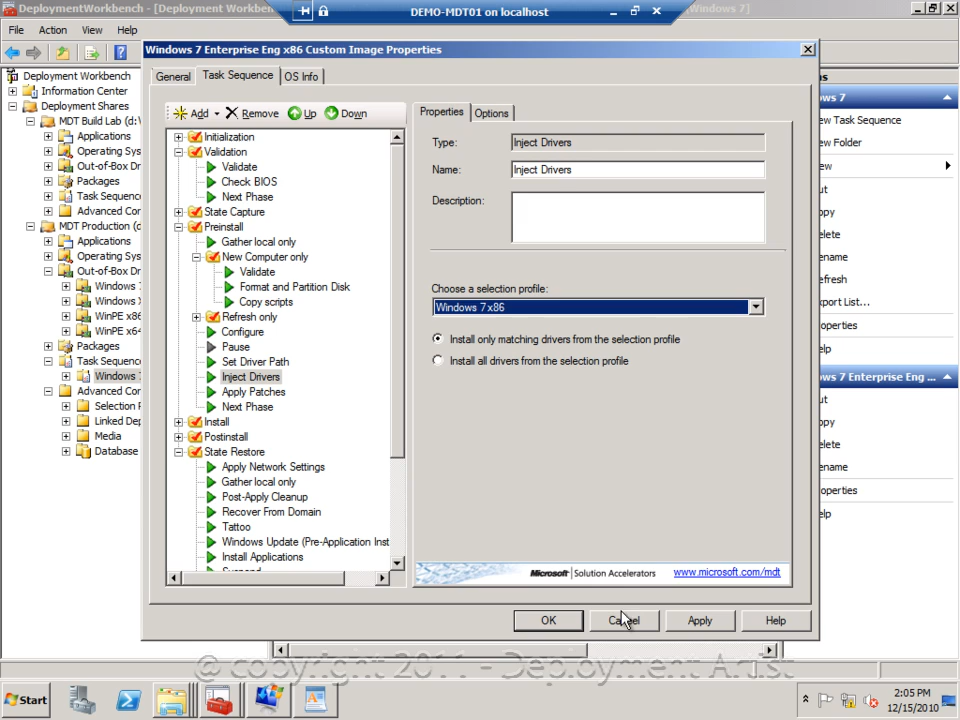 DeploymentWorkbench - [Deployment Workben
DEMO-MDT01 on localhost
Windows 7]
File Action View Help
Windows 7 Enterprise Eng x86 Custom Image Properties
General Task Sequence OS Info
Deployment Workbench
Information Center
Deployment Shares
MDT Build Lab (d:\
Applications
Operating Sys
Out-of-Box Dr
Packages
Task Sequenc
Advanced Cor
MDT Production (d
Applications
Operating Sys
Out-of-Box Dr
Windows
Windows X
WinPE x86
WinPE x64
Packages
Task Sequenc
Windows
Advanced Cor
Selection P
Linked Dep
Media
Database
Add Remove Up Down
Initialization
Validation
Validate
Check BIOS
Next Phase
State Capture
Preinstall
Gather local only
New Computer only
Validate
Format and Partition Disk
Copy scripts
Refresh only
Configure
Pause
Set Driver Path
Inject Drivers
Apply Patches
Next Phase
Install
Postinstall
State Restore
Apply Network Settings
Gather local only
Post-Apply Cleanup
Recover From Domain
Tattoo
Windows Update (Pre-Application Inst
Install Applications
Properties Options
Type: Inject Drivers
Name: Inject Drivers
Description:
Choose a selection profile:
Windows 7 x86
Install only matching drivers from the selection profile
Install all drivers from the selection profile
Microsoft | Solution Accelerators www.microsoft.com/mdt
OK Cancel Apply Help
ns
ws 7
ew Task Sequence
ew Folder
ew
ut
opy
elete
ename
efresh
xport List...
operties
elp
ws 7 Enterprise Eng ...
ut
opy
elete
ename
operties
elp
@ copyright 2011 - Deployment Artist
Start
2:05 PM
12/15/2010